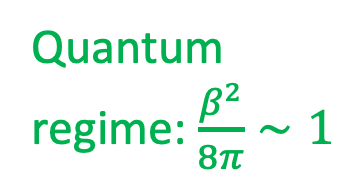 Quantum
regime: β²/8π ~ 1